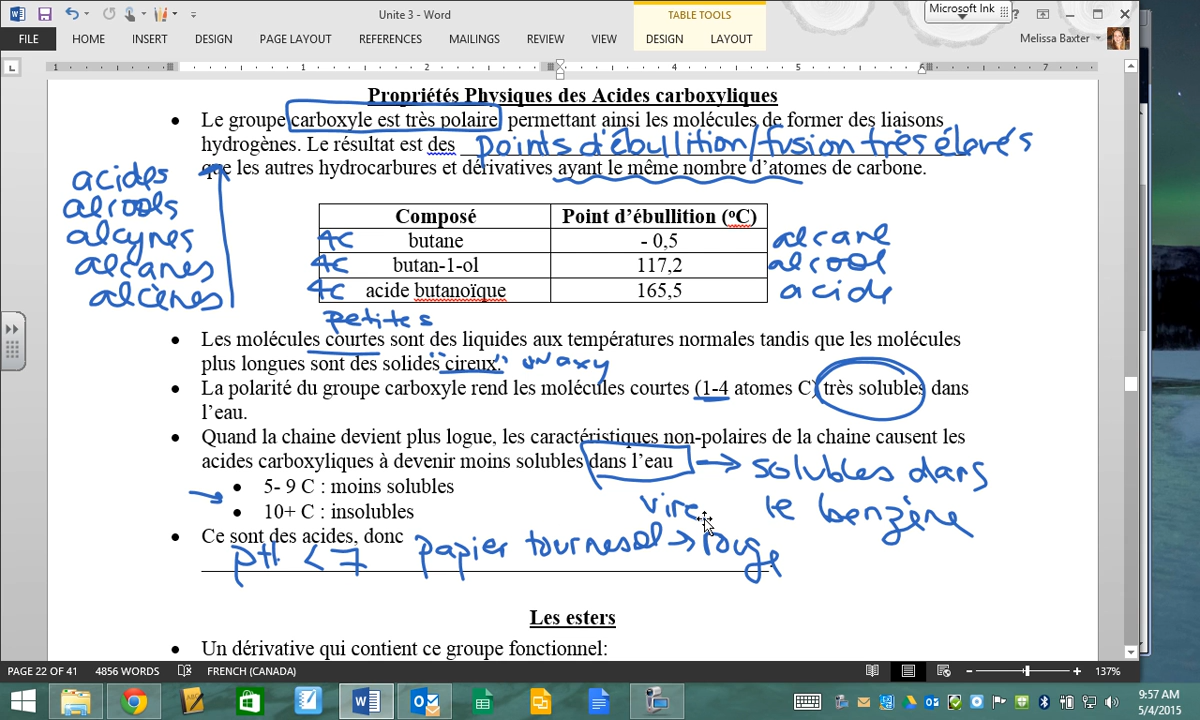 Unite 3 - Word
TABLE TOOLS
Microsoft Ink
FILE HOME INSERT DESIGN PAGE LAYOUT REFERENCES MAILINGS REVIEW VIEW DESIGN LAYOUT
Melissa Baxter
1 1 2 4 5 6 7
Propriétés Physiques des Acides carboxyliques
Le groupe carboxyle est très polaire permettant ainsi les molécules de former des liaisons
hydrogènes. Le résultat est des points d'ébullition/fusion très élevés
que les autres hydrocarbures et dérivatives ayant le même nombre d'atomes de carbone.
acides
alcools
alcynes
alcanes
alcènes
Composé Point d'ébullition (°C)
4C butane - 0,5 alcane
4C butan-1-ol 117,2 alcool
4C acide butanoïque 165,5 acide
petites
Les molécules courtes sont des liquides aux températures normales tandis que les molécules
plus longues sont des solides "cireux." waxy
La polarité du groupe carboxyle rend les molécules courtes (1-4 atomes C) très solubles dans
l'eau.
Quand la chaine devient plus logue, les caractéristiques non-polaires de la chaine causent les
acides carboxyliques à devenir moins solubles dans l'eau → solubles dans
le benzène
5- 9 C : moins solubles
10+ C : insolubles
vire
Ce sont des acides, donc
pH < 7 papier tournesol → rouge
Les esters
Un dérivative qui contient ce groupe fonctionnel:
PAGE 22 OF 41 4856 WORDS FRENCH (CANADA) 137%
9:57 AM
5/4/2015